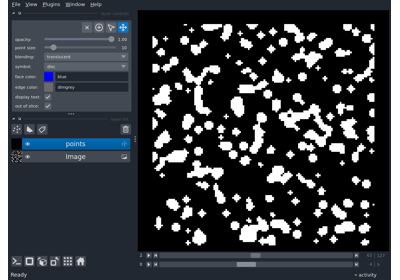 File View Plugins Window Help
opacity: 1.00
point size: 10
blending: translucent
symbol: disc
face color: blue
edge color: dimgrey
display text:
out of slice:
points
Image
Ready
activity